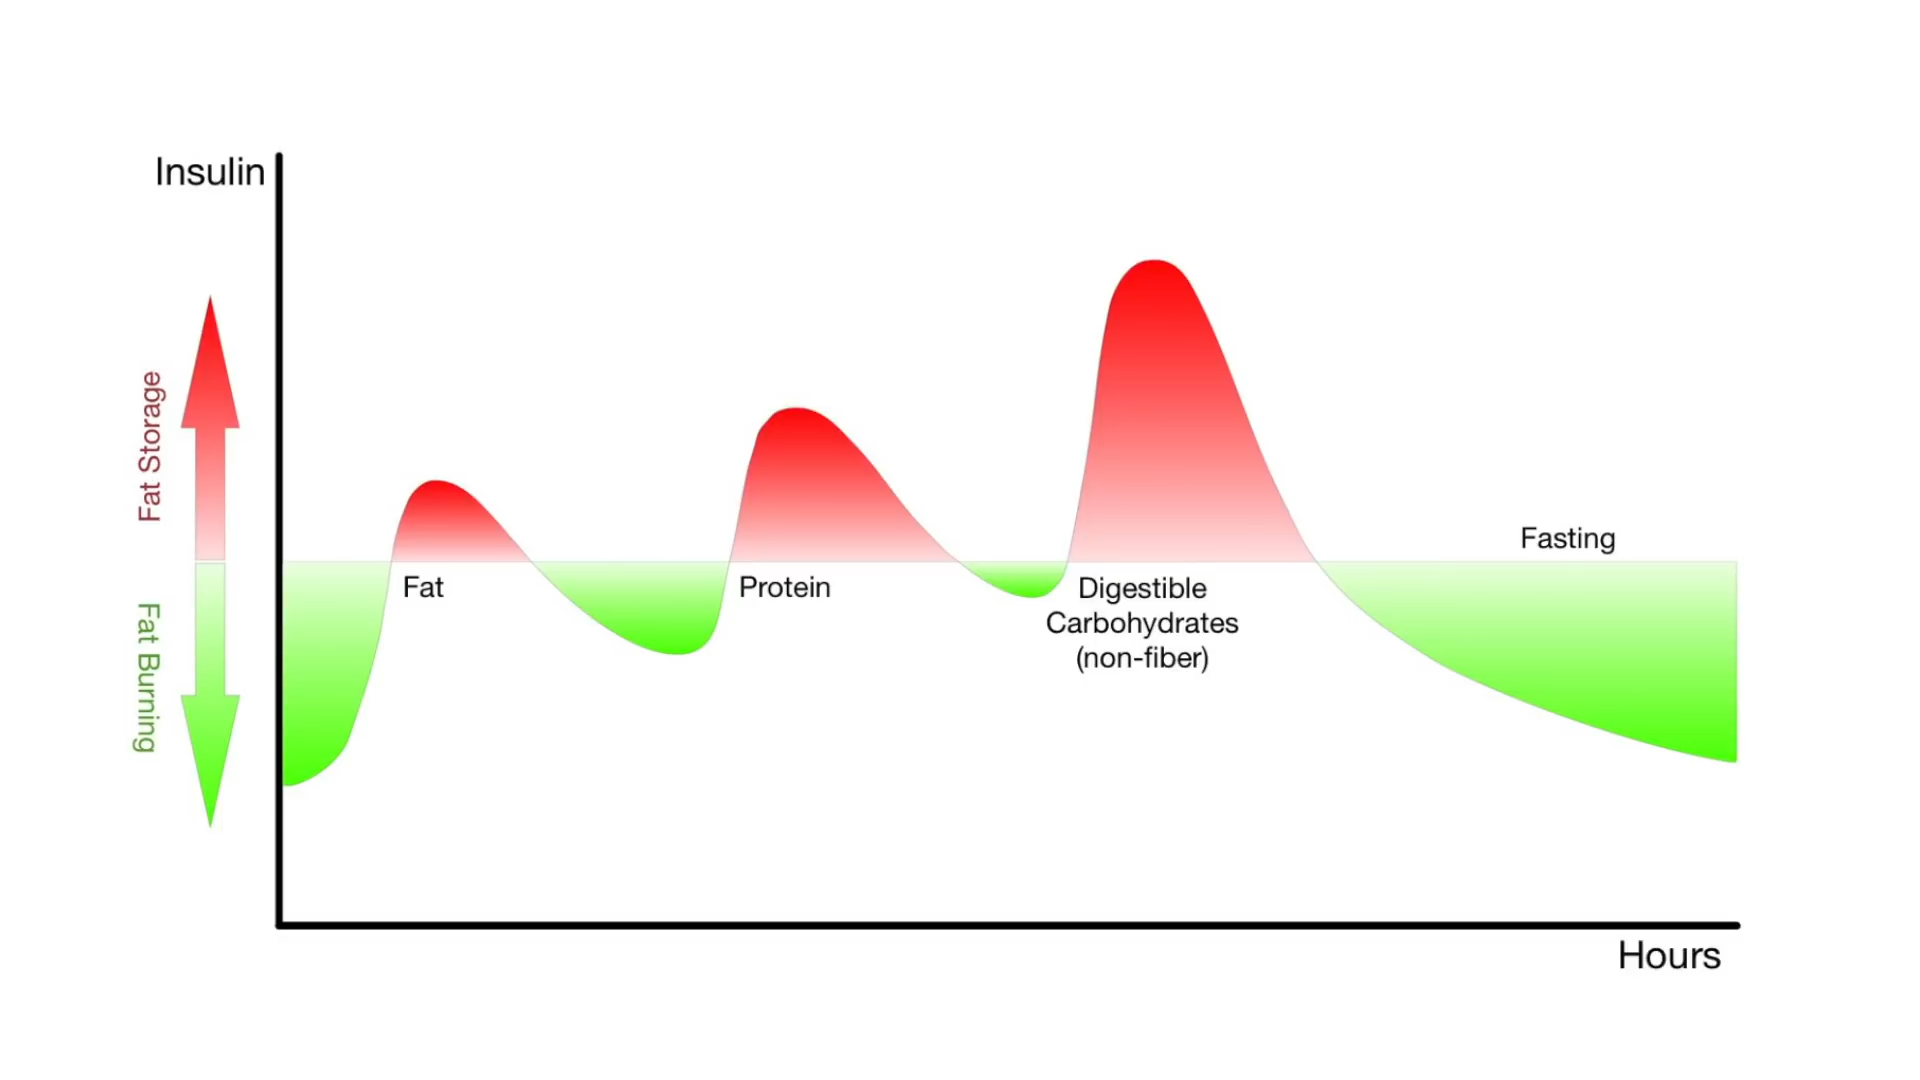 Insulin
Fat Storage
Fat Burning
Fat
Protein
Digestible
Carbohydrates
(non-fiber)
Fasting
Hours